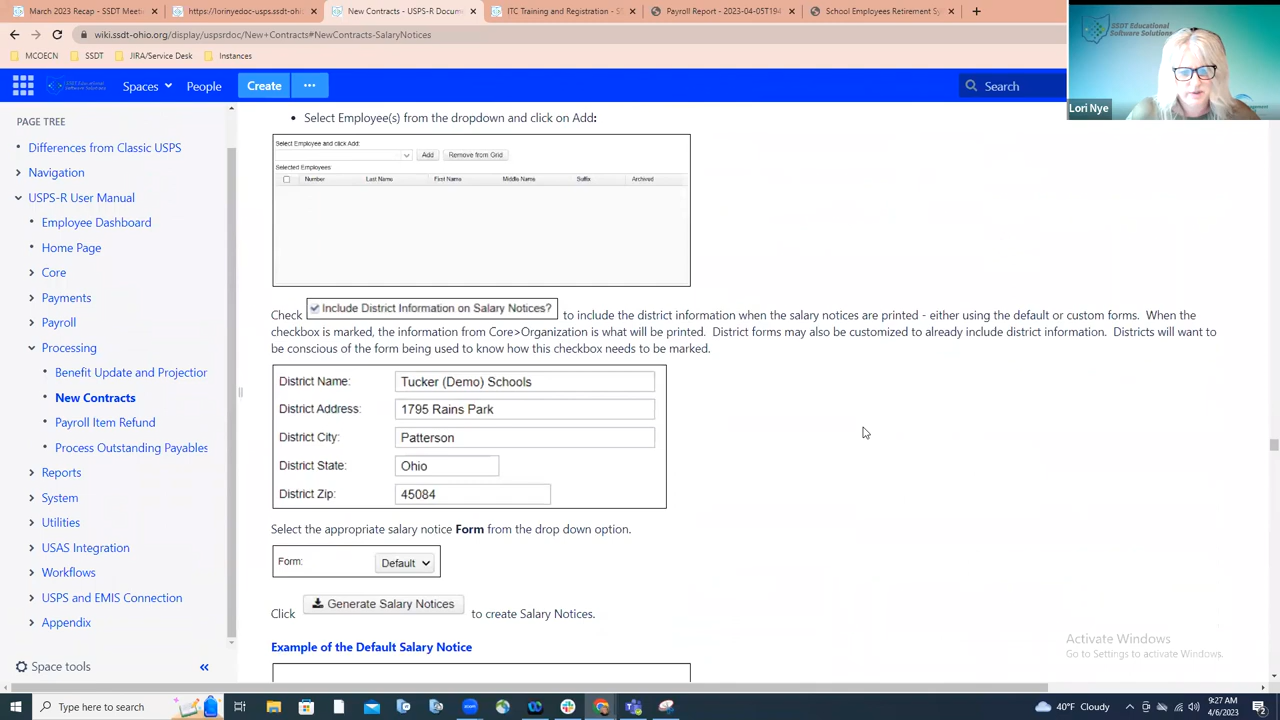 SSDT Meet
https://lorinyedoc-usps.ssdt-ohio
New Contracts - USPS-R Docume
ITC Training and Registration - US
Payroll Report - 2023-04-05T194
School Employees Retirement Sy
wiki.ssdt-ohio.org/display/uspsrdoc/New+Contracts#NewContracts-SalaryNotices
MCOECN
SSDT
JIRA/Service Desk
Instances
SSDT Educational
Software Solutions
Lori Nye
Spaces
People
Create
Search
PAGE TREE
Differences from Classic USPS
Navigation
USPS-R User Manual
Employee Dashboard
Home Page
Core
Payments
Payroll
Processing
Benefit Update and Projection
New Contracts
Payroll Item Refund
Process Outstanding Payables
Reports
System
Utilities
USAS Integration
Workflows
USPS and EMIS Connection
Appendix
Space tools
Select Employee(s) from the dropdown and click on Add:
Select Employee and click Add:
Add Remove from Grid
Selected Employees:
Number Last Name First Name Middle Name Suffix Archived
Check Include District Information on Salary Notices? to include the district information when the salary notices are printed - either using the default or custom forms. When the
checkbox is marked, the information from Core>Organization is what will be printed. District forms may also be customized to already include district information. Districts will want to
be conscious of the form being used to know how this checkbox needs to be marked.
District Name: Tucker (Demo) Schools
District Address: 1795 Rains Park
District City: Patterson
District State: Ohio
District Zip: 45084
Select the appropriate salary notice Form from the drop down option.
Form: Default
Click Generate Salary Notices to create Salary Notices.
Example of the Default Salary Notice
Activate Windows
Go to Settings to activate Windows.
Type here to search
40°F Cloudy
9:27 AM
4/6/2023